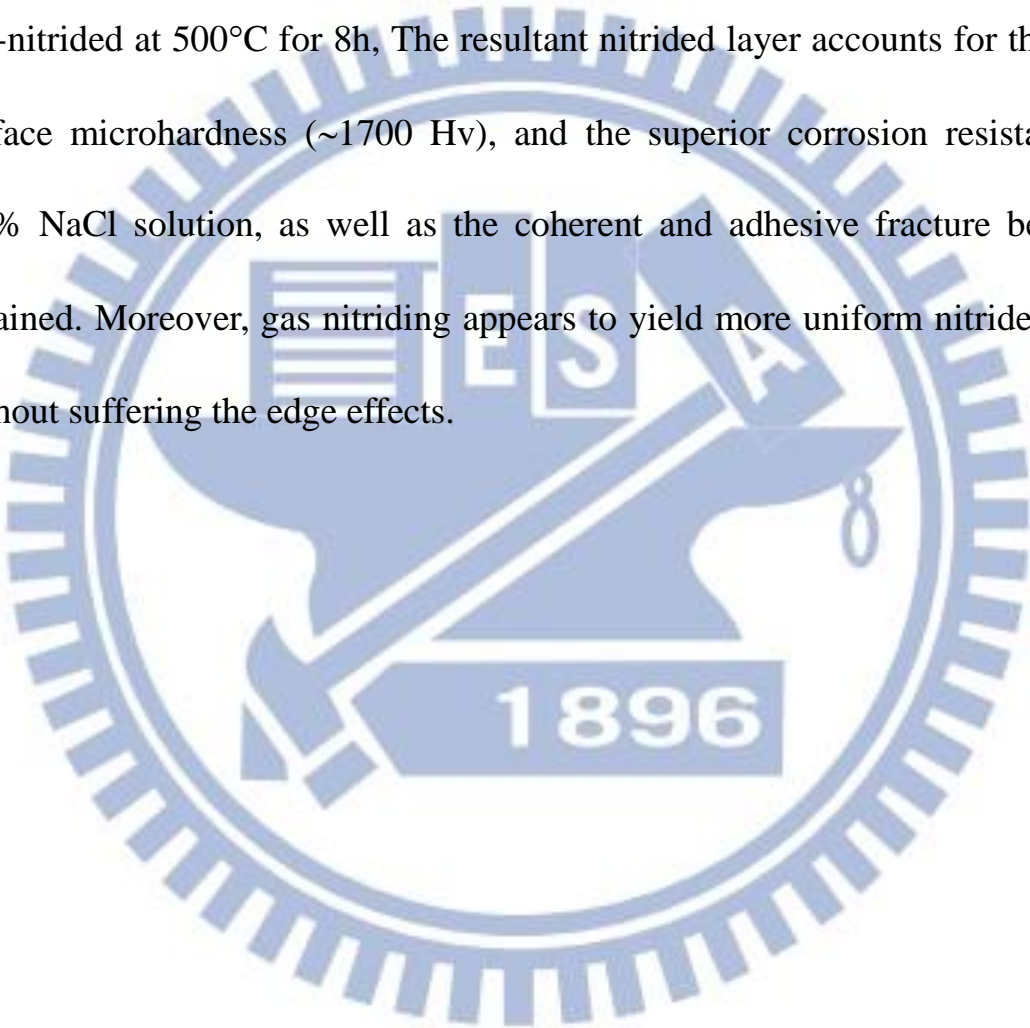 -nitrided at 500°C for 8h, The resultant nitrided layer accounts for th
face microhardness (~1700 Hv), and the superior corrosion resista
% NaCl solution, as well as the coherent and adhesive fracture be
ained. Moreover, gas nitriding appears to yield more uniform nitride
hout suffering the edge effects.
E S A
1896